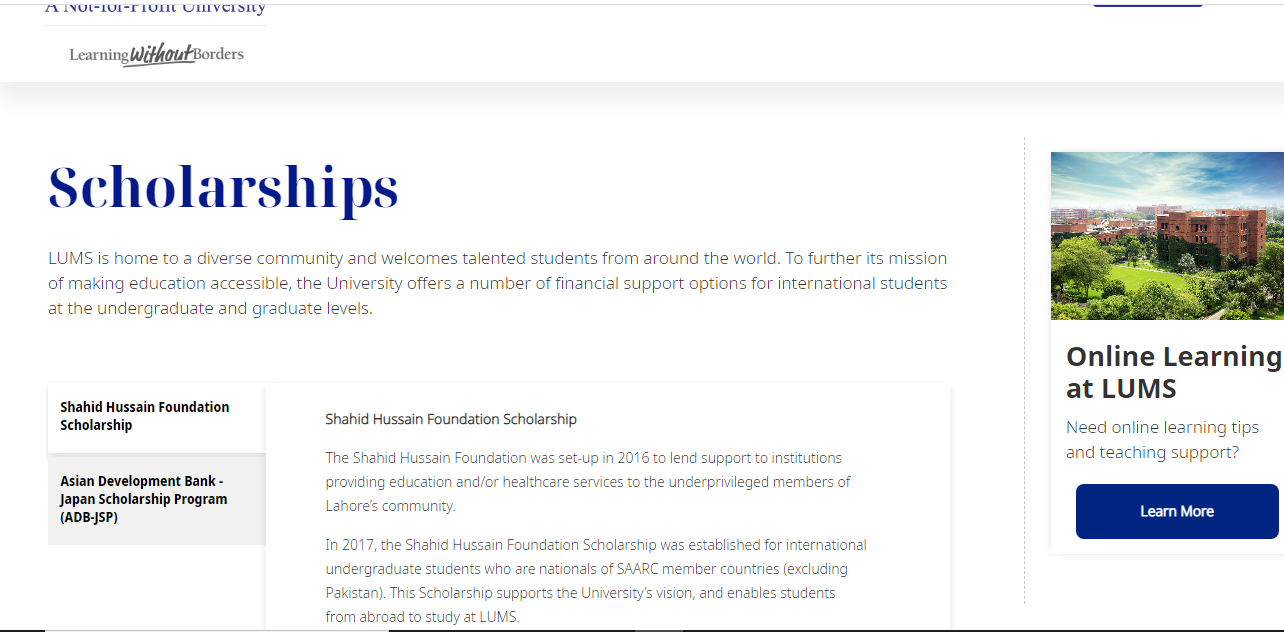 A Not-for-Profit University
Learning Without Borders
Scholarships
LUMS is home to a diverse community and welcomes talented students from around the world. To further its mission
of making education accessible, the University offers a number of financial support options for international students
at the undergraduate and graduate levels.
Shahid Hussain Foundation
Scholarship
Asian Development Bank -
Japan Scholarship Program
(ADB-JSP)
Shahid Hussain Foundation Scholarship
The Shahid Hussain Foundation was set-up in 2016 to lend support to institutions
providing education and/or healthcare services to the underprivileged members of
Lahore's community.
In 2017, the Shahid Hussain Foundation Scholarship was established for international
undergraduate students who are nationals of SAARC member countries (excluding
Pakistan). This Scholarship supports the University's vision, and enables students
from abroad to study at LUMS.
Online Learning
at LUMS
Need online learning tips
and teaching support?
Learn More